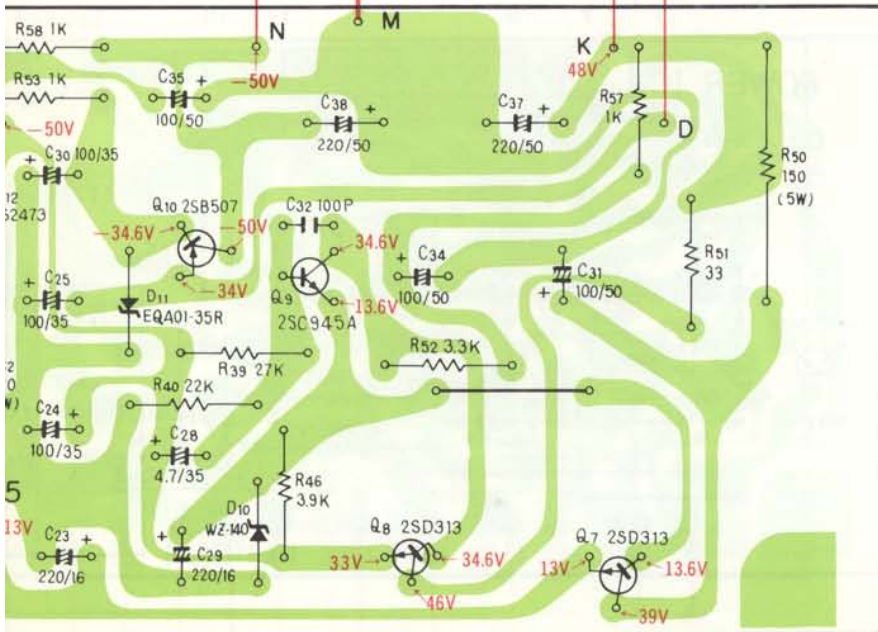 R58 1K
N
M
K
-50V
48V
R53 1K
C35 +
100/50
C38 +
220/50
C37 +
220/50
R57
1K
D
-50V
+ C30 100/35
R50
150
(5W)
S2473
Q10 2SB507
-34.6V
-50V
C32 100P
34.6V
-34V
+ C34
100/50
R51
33
C31
+ 100/50
+ C25
100/35
D11
EQA01-35R
Q9
13.6V
2SC945A
R39 27K
R52 3.3K
R40 22K
C24 +
100/35
+ C28
4.7/35
R46
3.9K
5
13V
C23 +
220/16
+ C29
220/16
D10
WZ-140
Q8 2SD313
33V
34.6V
46V
Q7 2SD313
13V
13.6V
39V